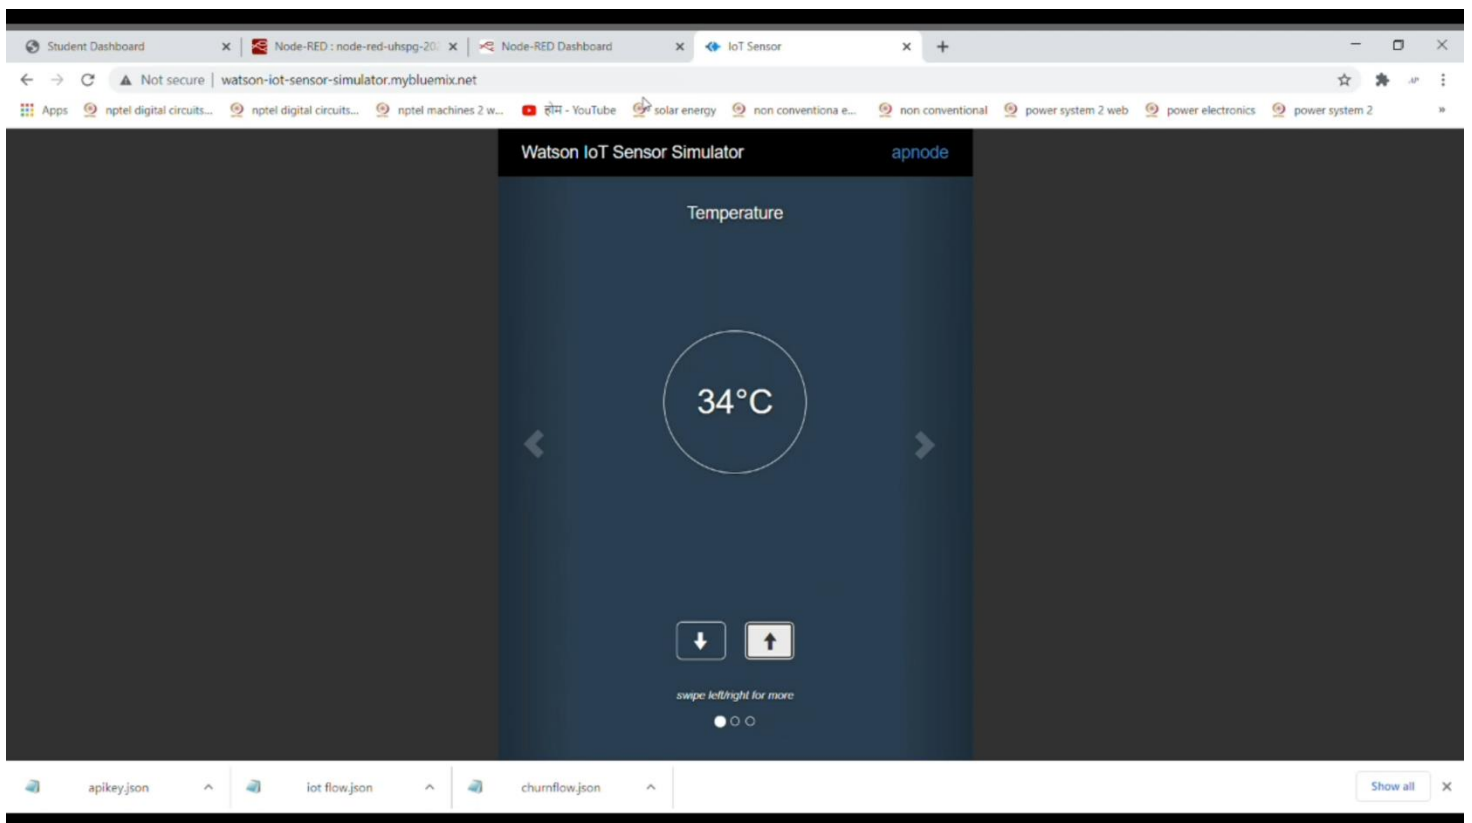 Student Dashboard
Node-RED : node-red-uhspg-20
Node-RED Dashboard
IoT Sensor
Not secure | watson-iot-sensor-simulator.mybluemix.net
Apps nptel digital circuits... nptel digital circuits... nptel machines 2 w... होम - YouTube solar energy non conventiona e... non conventional power system 2 web power electronics power system 2 »
Watson IoT Sensor Simulator apnode
Temperature
34°C
swipe left/right for more
apikey.json iot flow.json churnflow.json Show all